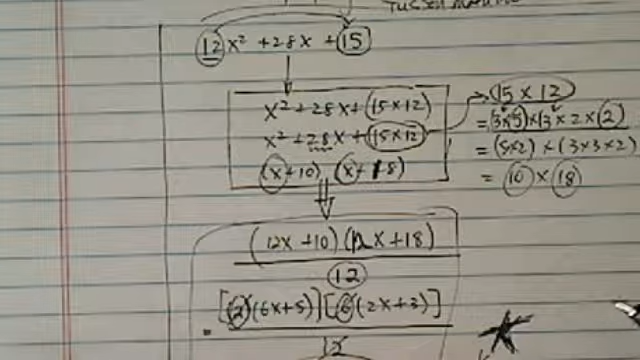 12x² + 28x + 15
x² + 28x + (15 x 12)
x² + 28x + (15 x 12)
(x + 10) (x + 18)
15 x 12
= (3 x 5) x (3 x 2 x 2)
= (5 x 2) x (3 x 3 x 2)
= 10 x 18
(12x + 10) (12x + 18)
12
= [2 (6x + 5)] [6 (2x + 3)]
12